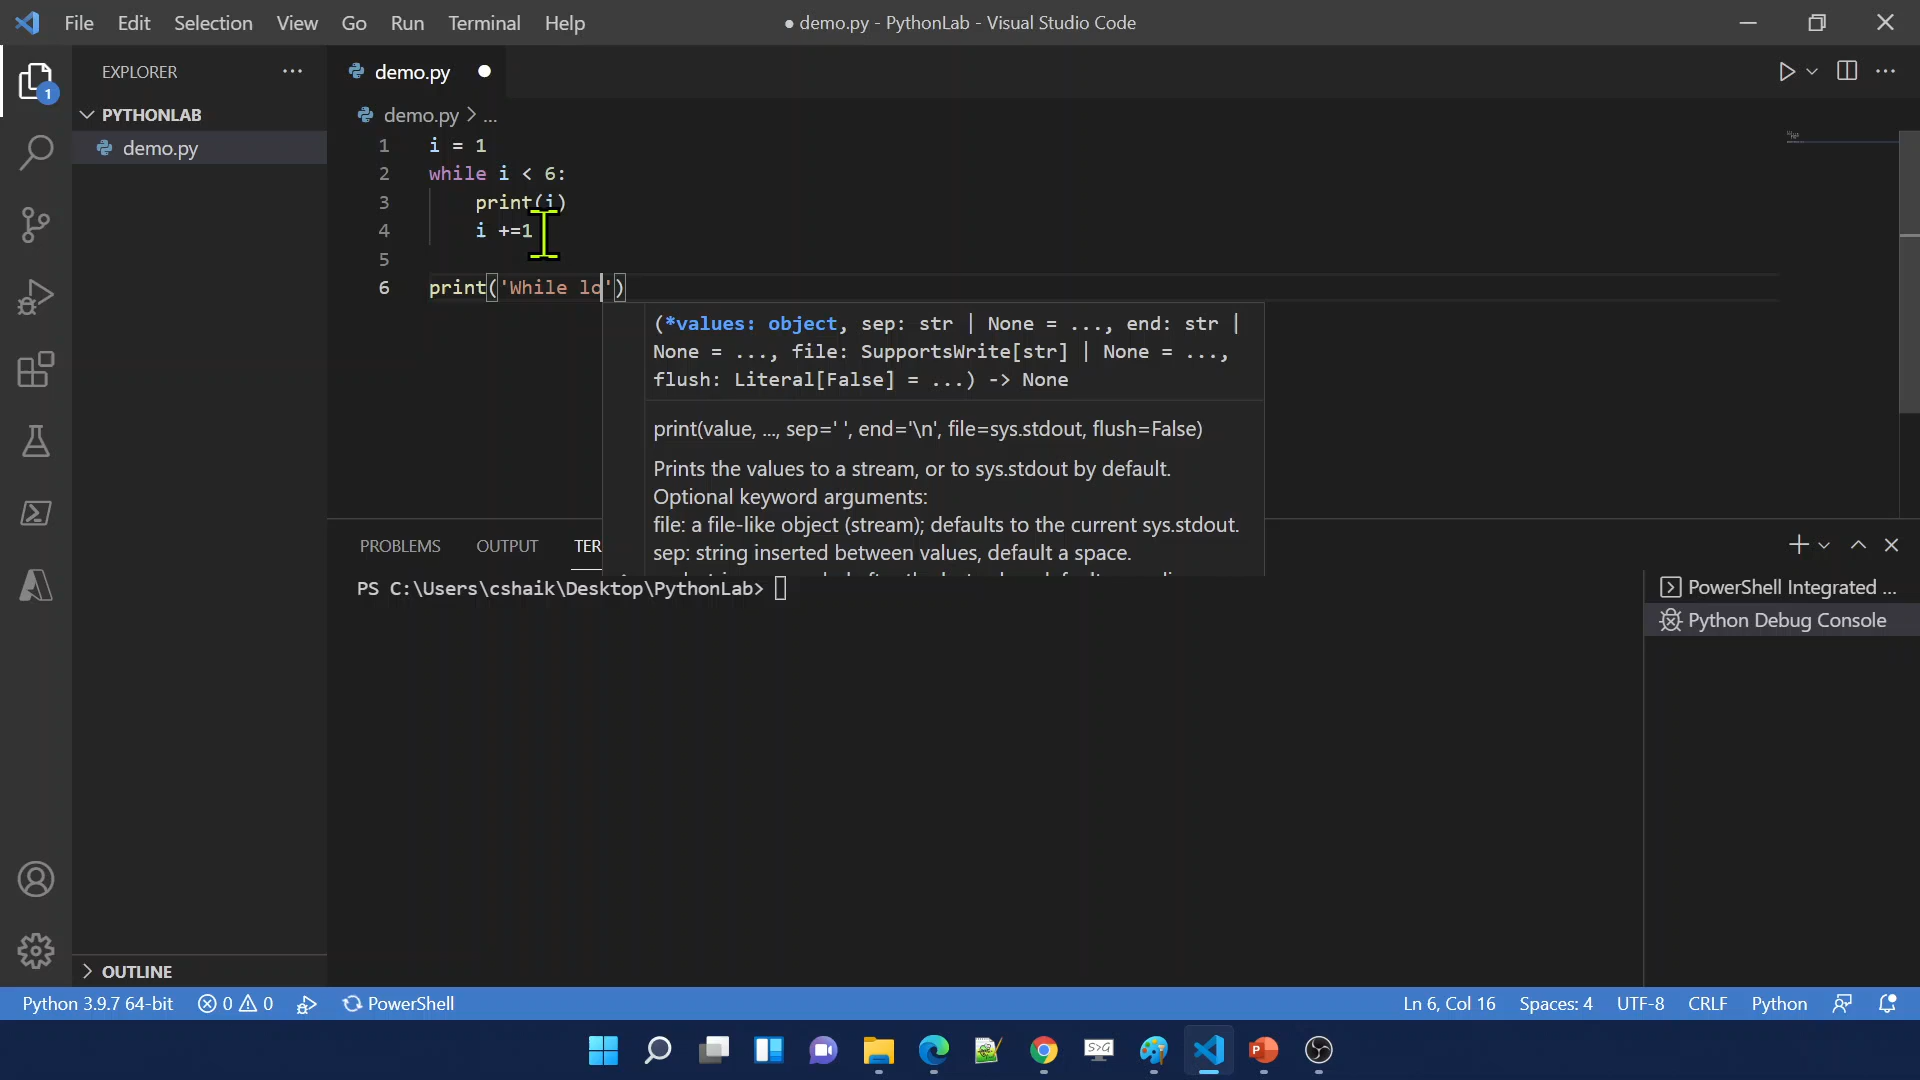 File Edit Selection View Go Run Terminal Help
● demo.py - PythonLab - Visual Studio Code
EXPLORER
1
PYTHONLAB
demo.py
OUTLINE
demo.py
demo.py > ...
1 i = 1
2 while i < 6:
3 print(i)
4 i +=1
5
6 print('While lo')
(*values: object, sep: str | None = ..., end: str |
None = ..., file: SupportsWrite[str] | None = ...,
flush: Literal[False] = ...) -> None
print(value, ..., sep=' ', end='\n', file=sys.stdout, flush=False)
Prints the values to a stream, or to sys.stdout by default.
Optional keyword arguments:
file: a file-like object (stream); defaults to the current sys.stdout.
sep: string inserted between values, default a space.
PROBLEMS OUTPUT TER
PS C:\Users\cshaik\Desktop\PythonLab>
PowerShell Integrated ...
Python Debug Console
Python 3.9.7 64-bit 0 0 PowerShell
Ln 6, Col 16 Spaces: 4 UTF-8 CRLF Python
S>G